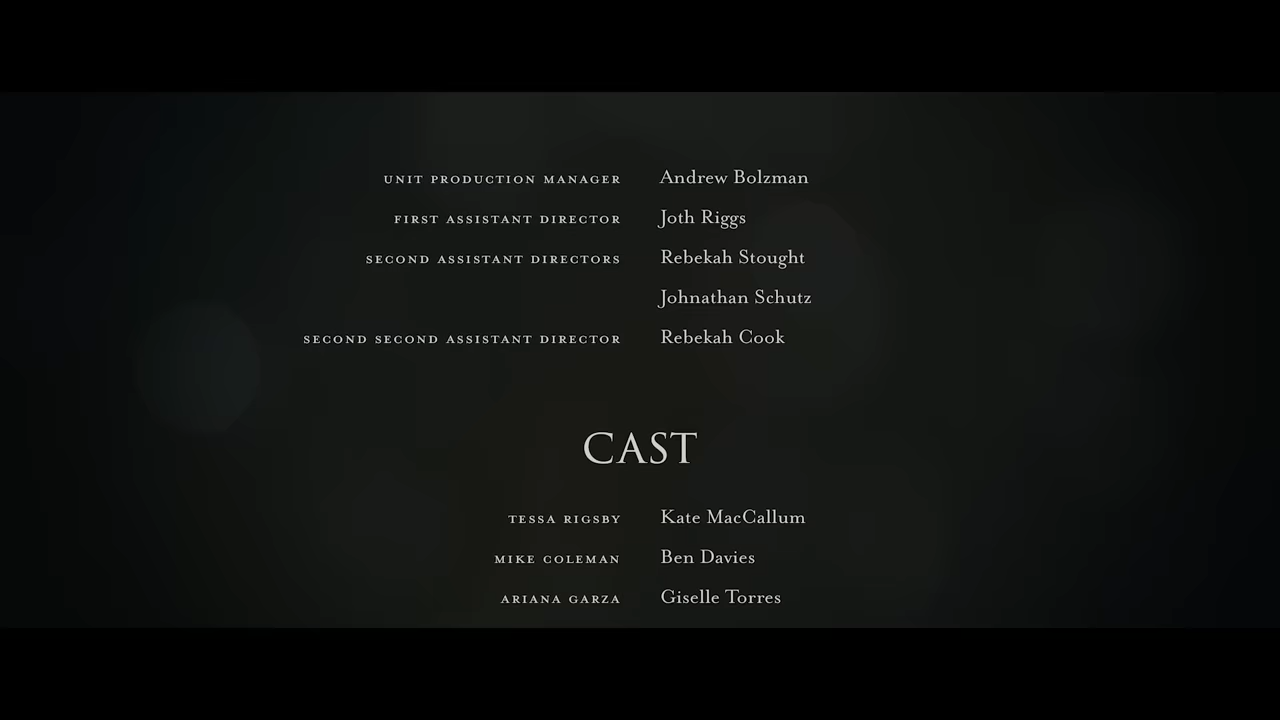 UNIT PRODUCTION MANAGER Andrew Bolzman
FIRST ASSISTANT DIRECTOR Joth Riggs
SECOND ASSISTANT DIRECTORS Rebekah Stought
Johnathan Schutz
SECOND SECOND ASSISTANT DIRECTOR Rebekah Cook
CAST
TESSA RIGSBY Kate MacCallum
MIKE COLEMAN Ben Davies
ARIANA GARZA Giselle Torres